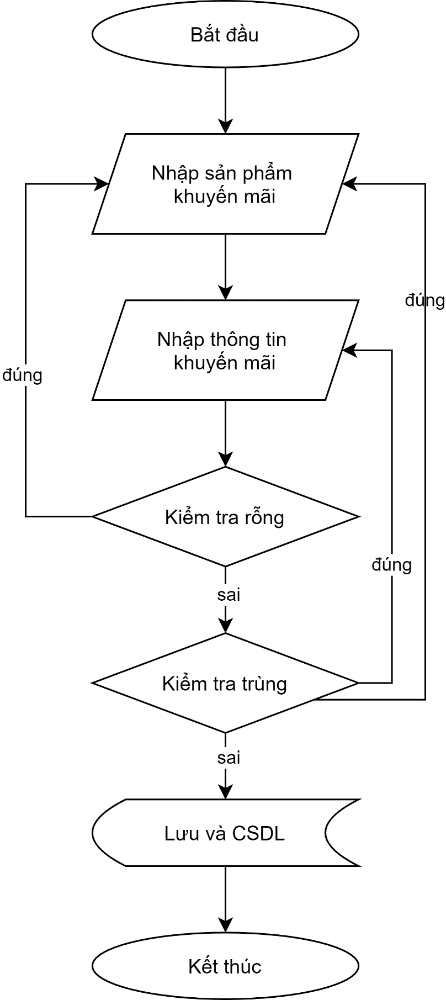 Bắt đầu
Nhập sản phẩm
khuyến mãi
đúng
Nhập thông tin
khuyến mãi
đúng
Kiểm tra rỗng
đúng
sai
Kiểm tra trùng
sai
Lưu và CSDL
Kết thúc